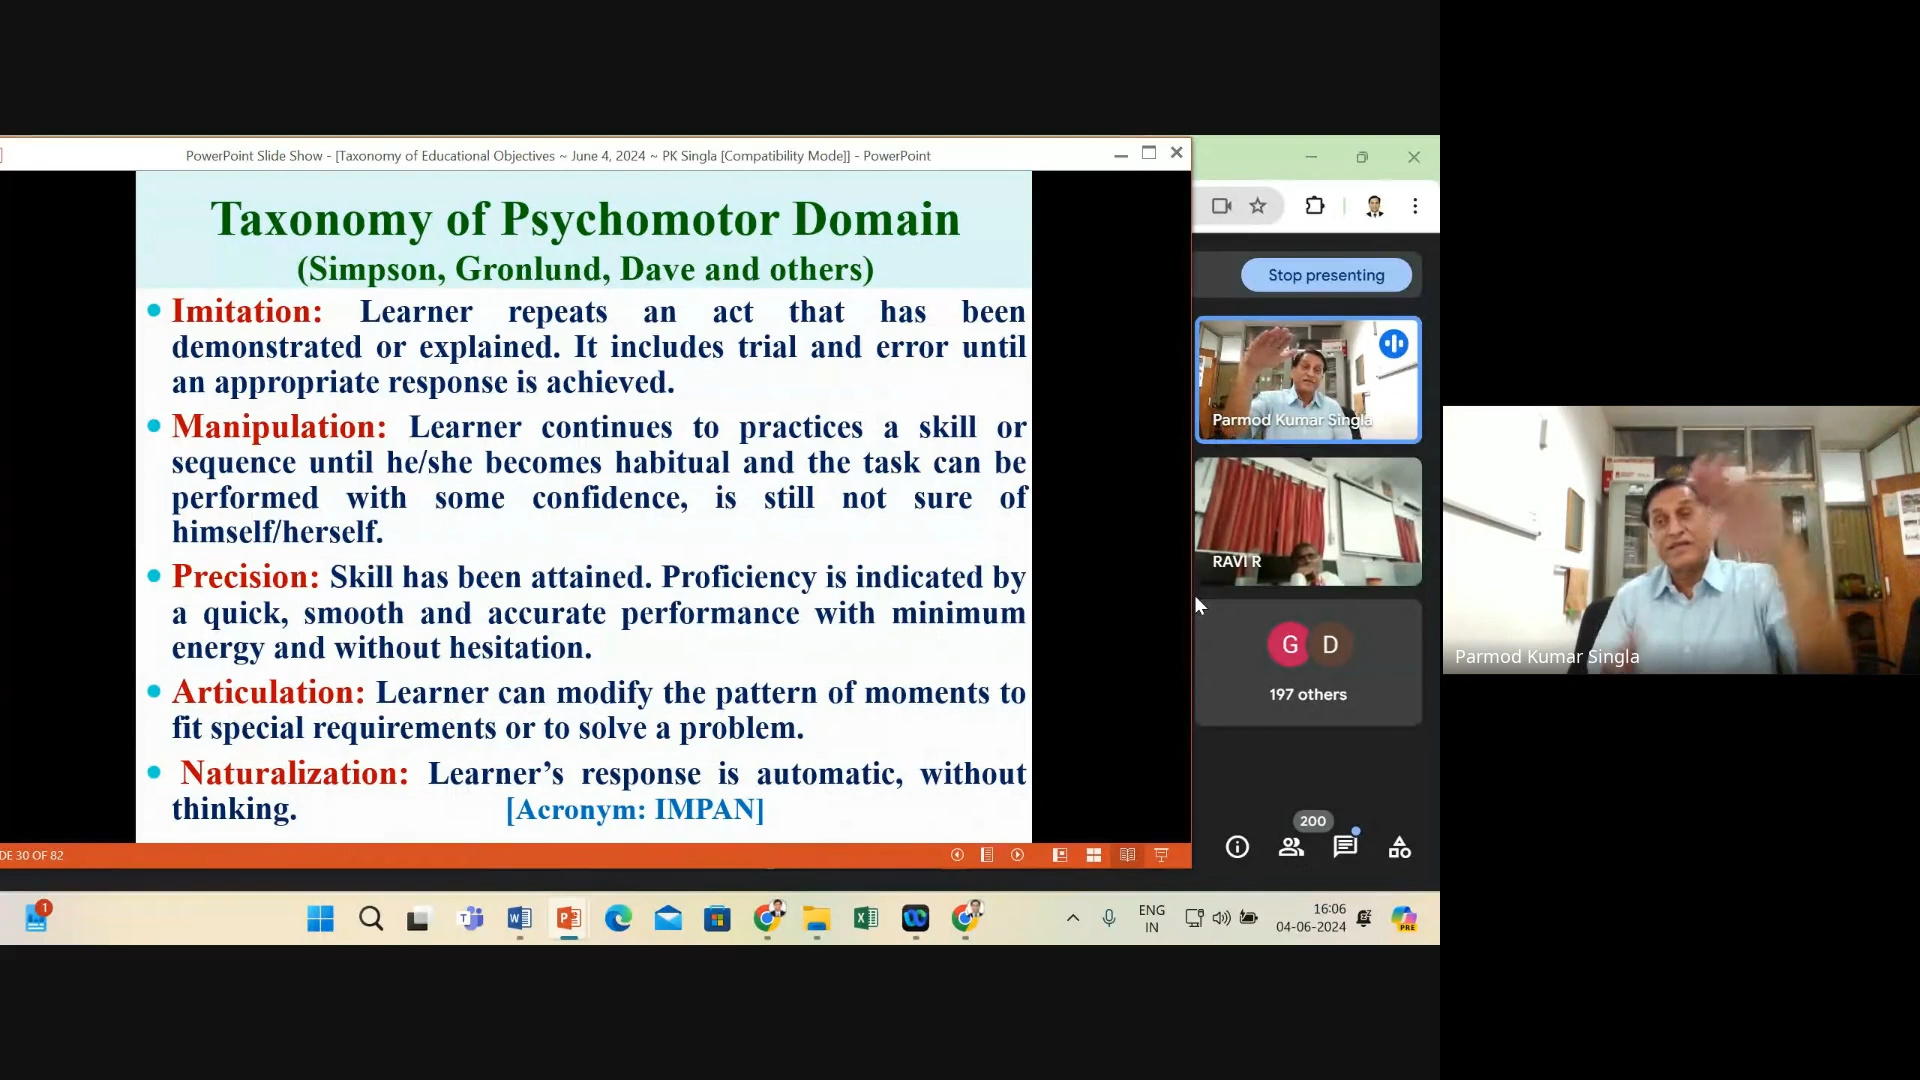 PowerPoint Slide Show - [Taxonomy of Educational Objectives ~ June 4, 2024 ~ PK Singla [Compatibility Mode]] - PowerPoint
Taxonomy of Psychomotor Domain
(Simpson, Gronlund, Dave and others)
• Imitation: Learner repeats an act that has been
demonstrated or explained. It includes trial and error until
an appropriate response is achieved.
• Manipulation: Learner continues to practices a skill or
sequence until he/she becomes habitual and the task can be
performed with some confidence, is still not sure of
himself/herself.
• Precision: Skill has been attained. Proficiency is indicated by
a quick, smooth and accurate performance with minimum
energy and without hesitation.
• Articulation: Learner can modify the pattern of moments to
fit special requirements or to solve a problem.
• Naturalization: Learner's response is automatic, without
thinking. [Acronym: IMPAN]
DE 30 OF 82
Stop presenting
Parmod Kumar Singla
RAVI R
G D
197 others
200
Parmod Kumar Singla
1
ENG
IN
16:06
04-06-2024
PRE